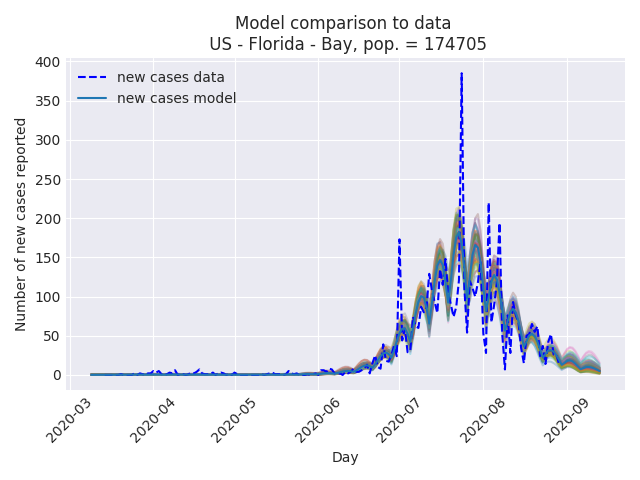 Model comparison to data
US - Florida - Bay, pop. = 174705
400
350
300
250
200
150
100
50
0
new cases data
new cases model
Number of new cases reported
2020-03
2020-04
2020-05
2020-06
2020-07
2020-08
2020-09
Day